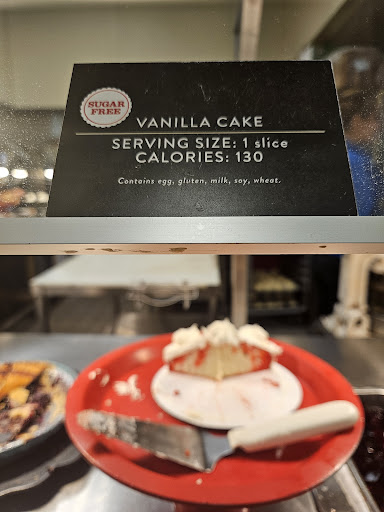 SUGAR
FREE
VANILLA CAKE
SERVING SIZE: 1 slice
CALORIES: 130
Contains egg, gluten, milk, soy, wheat.